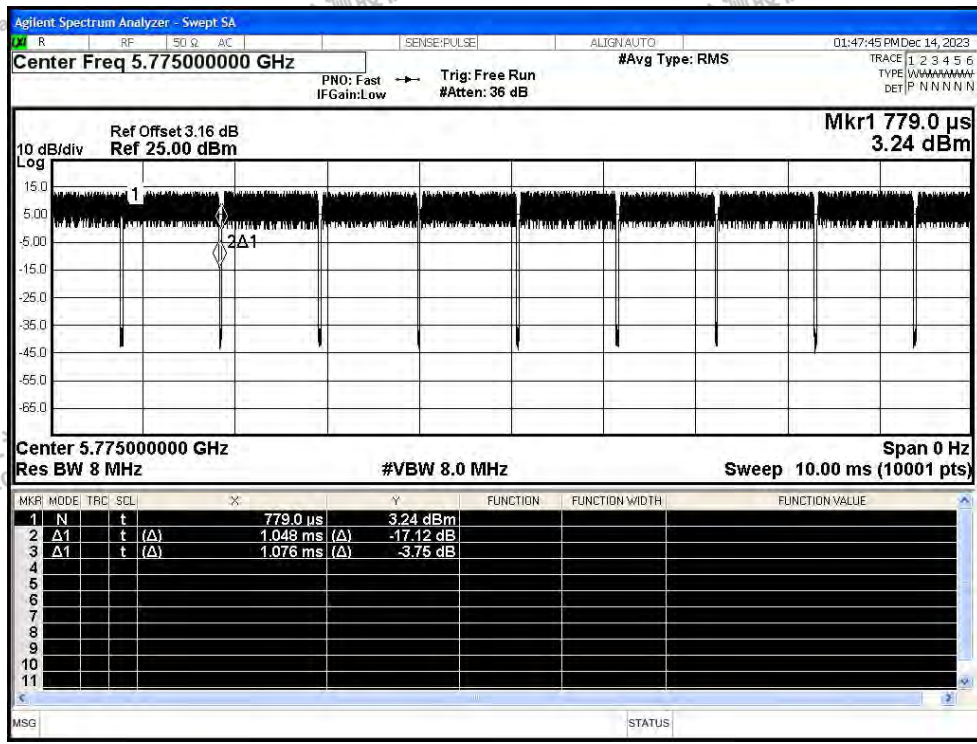 Agilent Spectrum Analyzer - Swept SA
LXI R RF 50 Ω AC SENSE:PULSE ALIGN AUTO 01:47:45 PM Dec 14, 2023
Center Freq 5.775000000 GHz
PNO: Fast
IFGain:Low
Trig: Free Run
#Atten: 36 dB
#Avg Type: RMS
TRACE 1 2 3 4 5 6
TYPE WWWWWW
DET P N N N N N
Mkr1 779.0 µs
3.24 dBm
Ref Offset 3.16 dB
10 dB/div Ref 25.00 dBm
Log
15.0
1
5.00
-5.00
2Δ1
-15.0
-25.0
-35.0
-45.0
-55.0
-65.0
Center 5.775000000 GHz Span 0 Hz
Res BW 8 MHz #VBW 8.0 MHz Sweep 10.00 ms (10001 pts)
MKR MODE TRC SCL X Y FUNCTION FUNCTION WIDTH FUNCTION VALUE
1 N t 779.0 µs 3.24 dBm
2 Δ1 t (Δ) 1.048 ms (Δ) -17.12 dB
3 Δ1 t (Δ) 1.076 ms (Δ) -3.75 dB
4
5
6
7
8
9
10
11
MSG STATUS